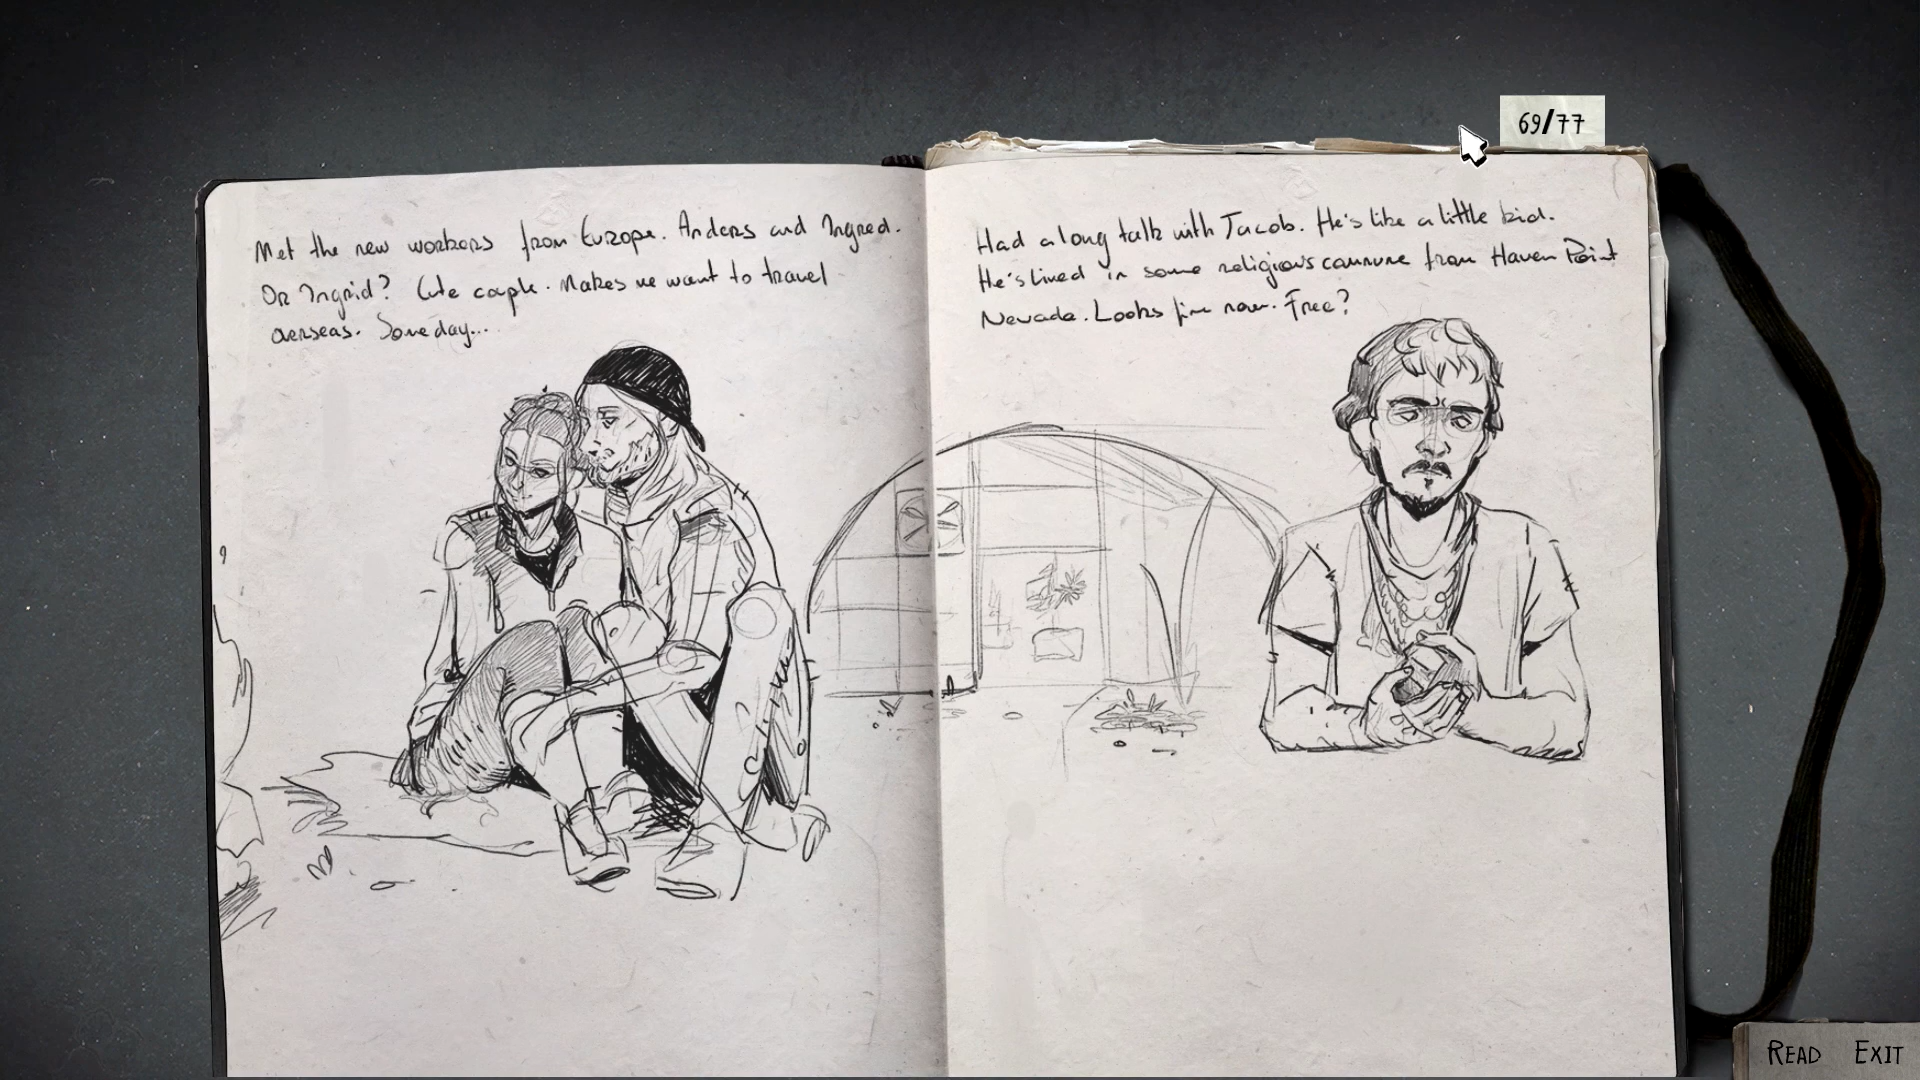 69/77
Met the new workers from Europe. Anders and Ingred.
Or Ingrid? Cute couple. Makes me want to travel
overseas. Someday...
Had a long talk with Jacob. He's like a little kid.
He's lived in some religious commune from Haven Point
Nevada. Looks fine now. Free?
READ EXIT